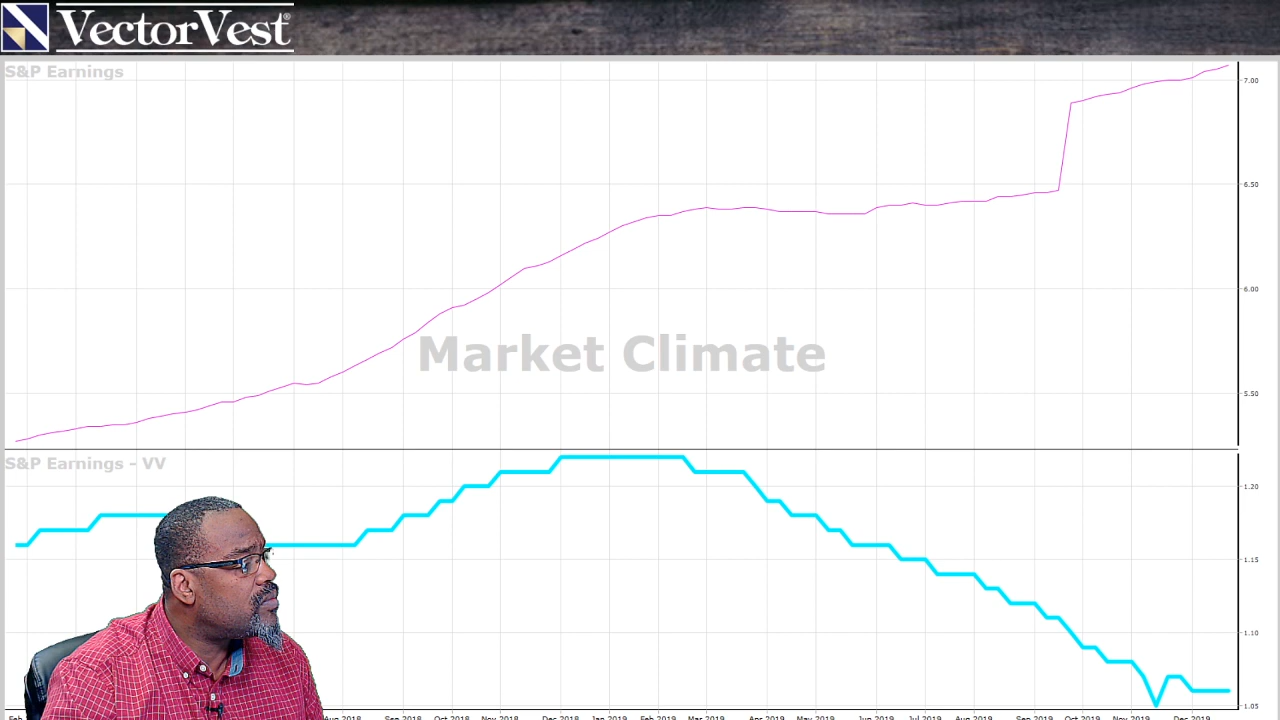 VectorVest®
S&P Earnings
7.00
6.50
6.00
Market Climate
5.50
S&P Earnings - VV
1.20
1.15
1.10
1.05
Feb Aug 2018 Sep 2018 Oct 2018 Nov 2018 Dec 2018 Jan 2019 Feb 2019 Mar 2019 Apr 2019 May 2019 Jun 2019 Jul 2019 Aug 2019 Sep 2019 Oct 2019 Nov 2019 Dec 2019